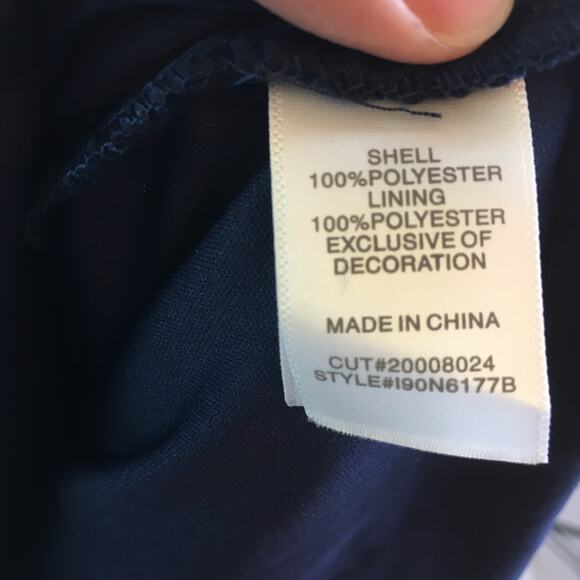 SHELL
100%POLYESTER
LINING
100%POLYESTER
EXCLUSIVE OF
DECORATION
MADE IN CHINA
CUT#20008024
STYLE#I90N6177B